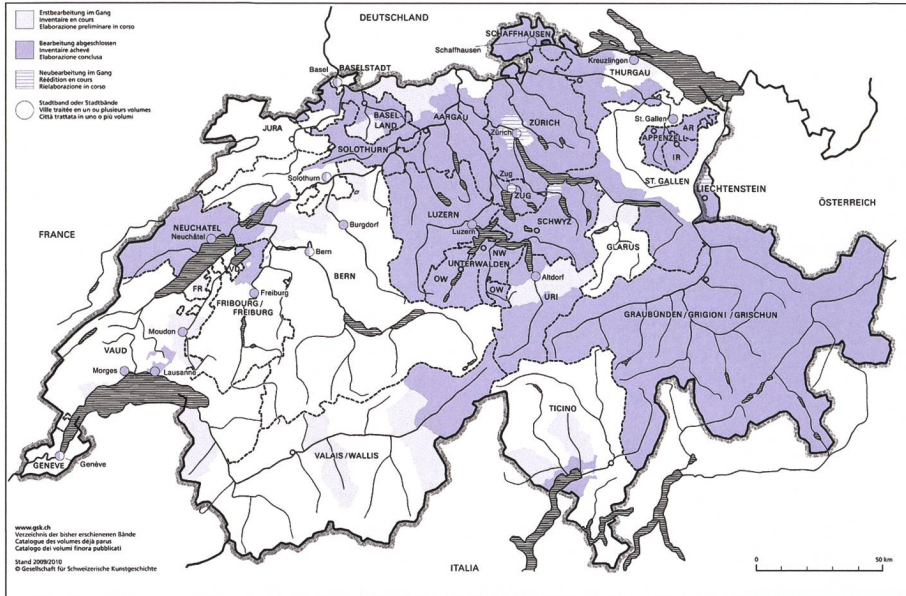 Erstbearbeitung im Gang
Inventaire en cours
Elaborazione preliminare in corso
Bearbeitung abgeschlossen
Inventaire achevé
Elaborazione conclusa
Neubearbeitung im Gang
Réédition en cours
Rielaborazione in corso
Stadtband oder Stadtbände
Ville traitée en un ou plusieurs volumes
Città trattata in uno o più volumi
DEUTSCHLAND
SCHAFFHAUSEN
Schaffhausen
Kreuzlingen
THURGAU
Basel
BASELSTADT
BASEL
LAND
AARGAU
ZÜRICH
Zürich
St. Gallen
AR
APPENZELL
IR
JURA
SOLOTHURN
Solothurn
Zug
ZUG
ST. GALLEN
LIECHTENSTEIN
ÖSTERREICH
FRANCE
NEUCHATEL
Neuchâtel
Burgdorf
LUZERN
Luzern
SCHWYZ
Bern
BERN
NW
UNTERWALDEN
OW
OW
Altdorf
URI
GLARUS
VD
FR
Freiburg
FRIBOURG/
FREIBURG
GRAUBÜNDEN/GRIGIONI/GRISCHUN
Moudon
VAUD
Morges
Lausanne
TICINO
VALAIS/WALLIS
GENEVE
Genève
www.gsk.ch
Verzeichnis der bisher erschienenen Bände
Catalogue des volumes déjà parus
Catalogo dei volumi finora pubblicati
Stand 2009/2010
© Gesellschaft für Schweizerische Kunstgeschichte
ITALIA
0
50 km